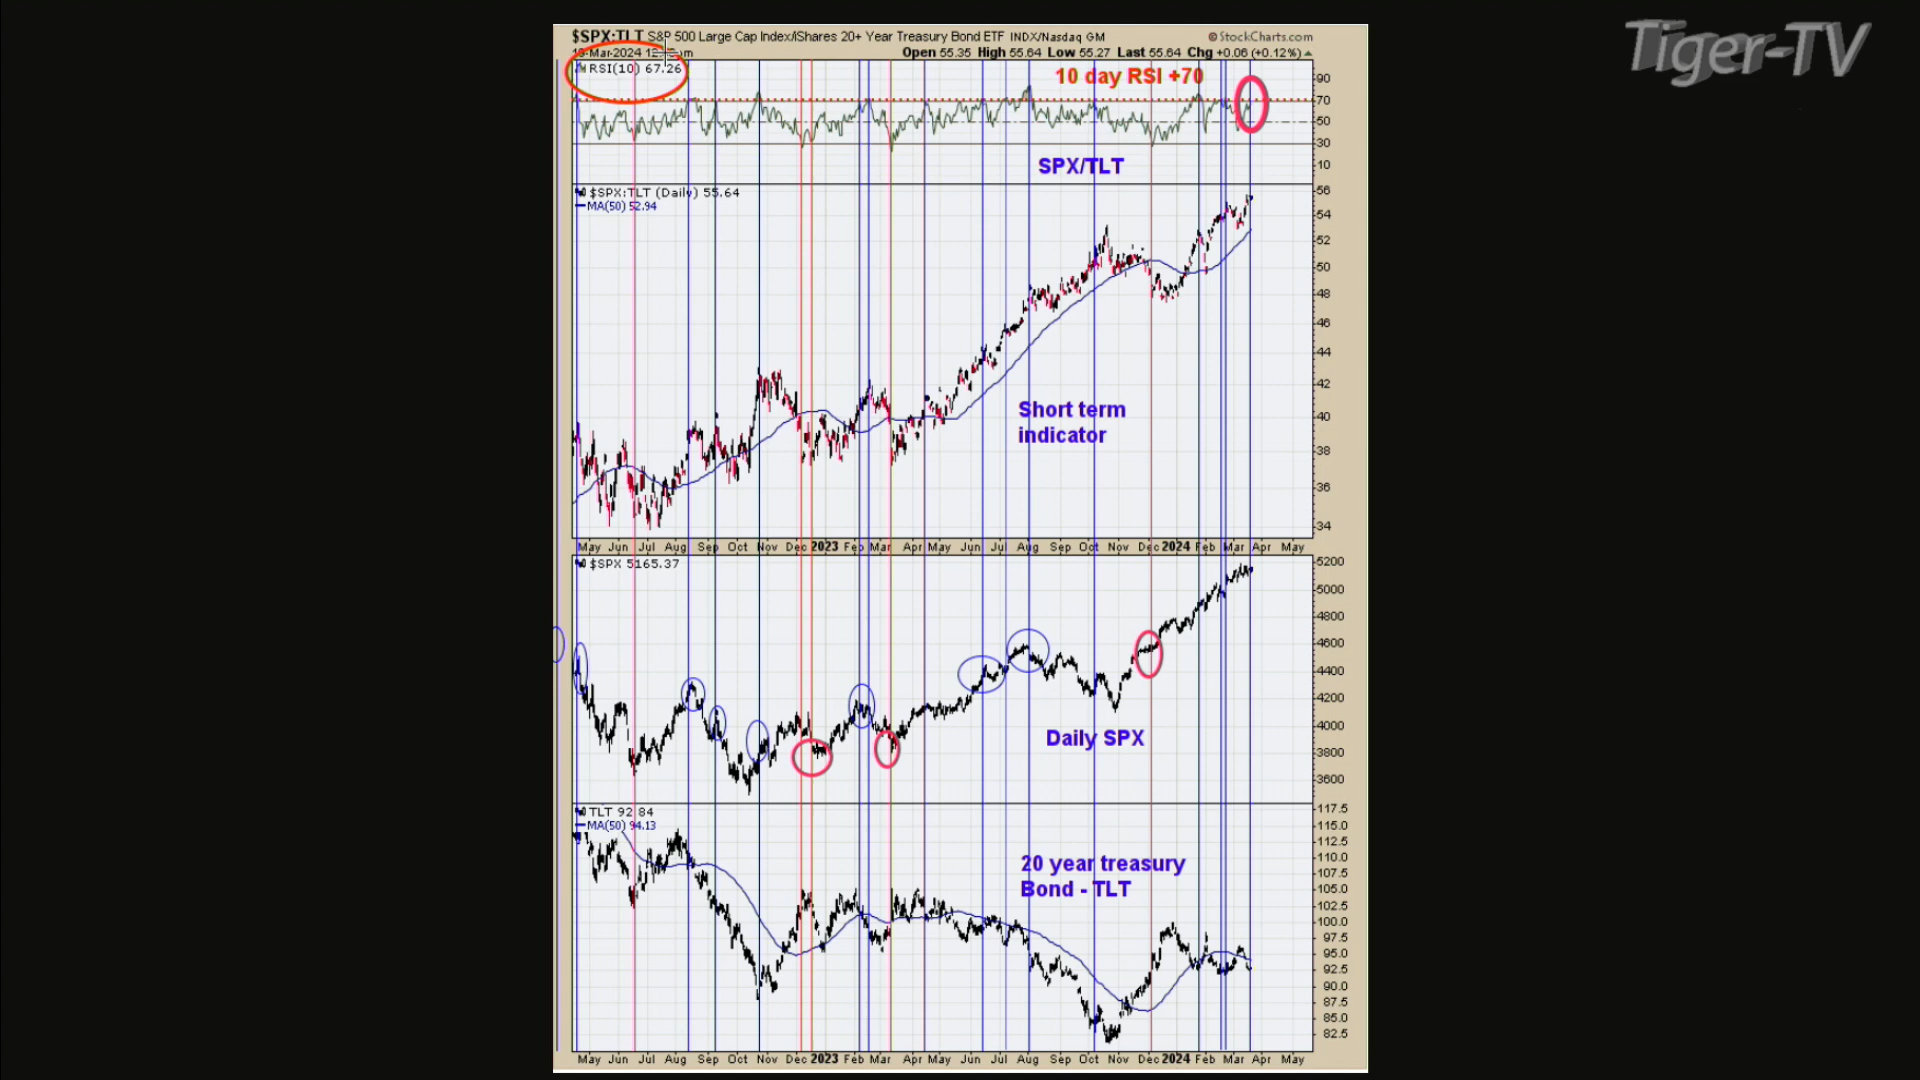 Tiger-TV
$SPX:TLT S&P 500 Large Cap Index/iShares 20+ Year Treasury Bond ETF INDX/Nasdaq GM
© StockCharts.com
Open 55.35 High 55.64 Low 55.27 Last 55.64 Chg +0.06 (+0.12%)
RSI(10) 67.26
10 day RSI +70
90
70
50
30
10
SPX/TLT
$SPX:TLT (Daily) 55.64
MA(50) 52.94
56
54
52
50
48
46
44
42
40
38
36
34
Short term
indicator
May Jun Jul Aug Sep Oct Nov Dec 2023 Feb Mar Apr May Jun Jul Aug Sep Oct Nov Dec 2024 Feb Mar Apr May
$SPX 5165.37
5200
5000
4800
4600
4400
4200
4000
3800
3600
Daily SPX
TLT 92.84
MA(50) 94.13
117.5
115.0
112.5
110.0
107.5
105.0
102.5
100.0
97.5
95.0
92.5
90.0
87.5
85.0
82.5
20 year treasury
Bond - TLT
May Jun Jul Aug Sep Oct Nov Dec 2023 Feb Mar Apr May Jun Jul Aug Sep Oct Nov Dec 2024 Feb Mar Apr May